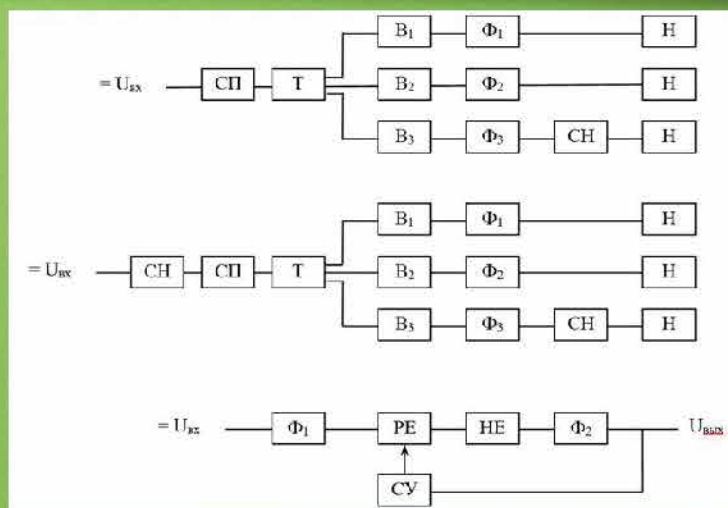 В₁ Ф₁ Н
= Uвх СП Т В₂ Ф₂ Н
В₃ Ф₃ СН Н
В₁ Ф₁ Н
= Uвх СН СП Т В₂ Ф₂ Н
В₃ Ф₃ СН Н
= Uвх Ф₁ РЕ НЕ Ф₂ Uвых
СУ